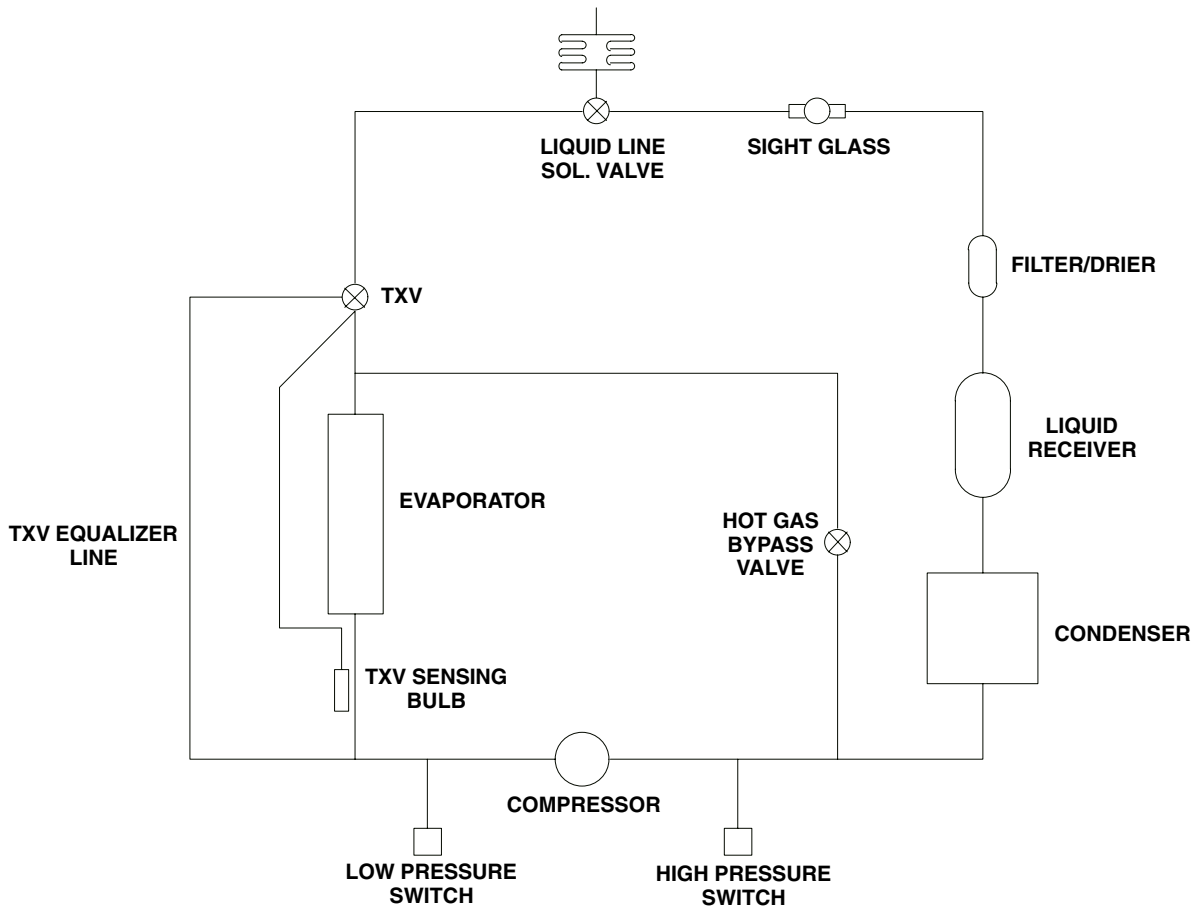 LIQUID LINE
SOL. VALVE
SIGHT GLASS
FILTER/DRIER
TXV
LIQUID
RECEIVER
EVAPORATOR
TXV EQUALIZER
LINE
HOT GAS
BYPASS
VALVE
CONDENSER
TXV SENSING
BULB
COMPRESSOR
LOW PRESSURE
SWITCH
HIGH PRESSURE
SWITCH